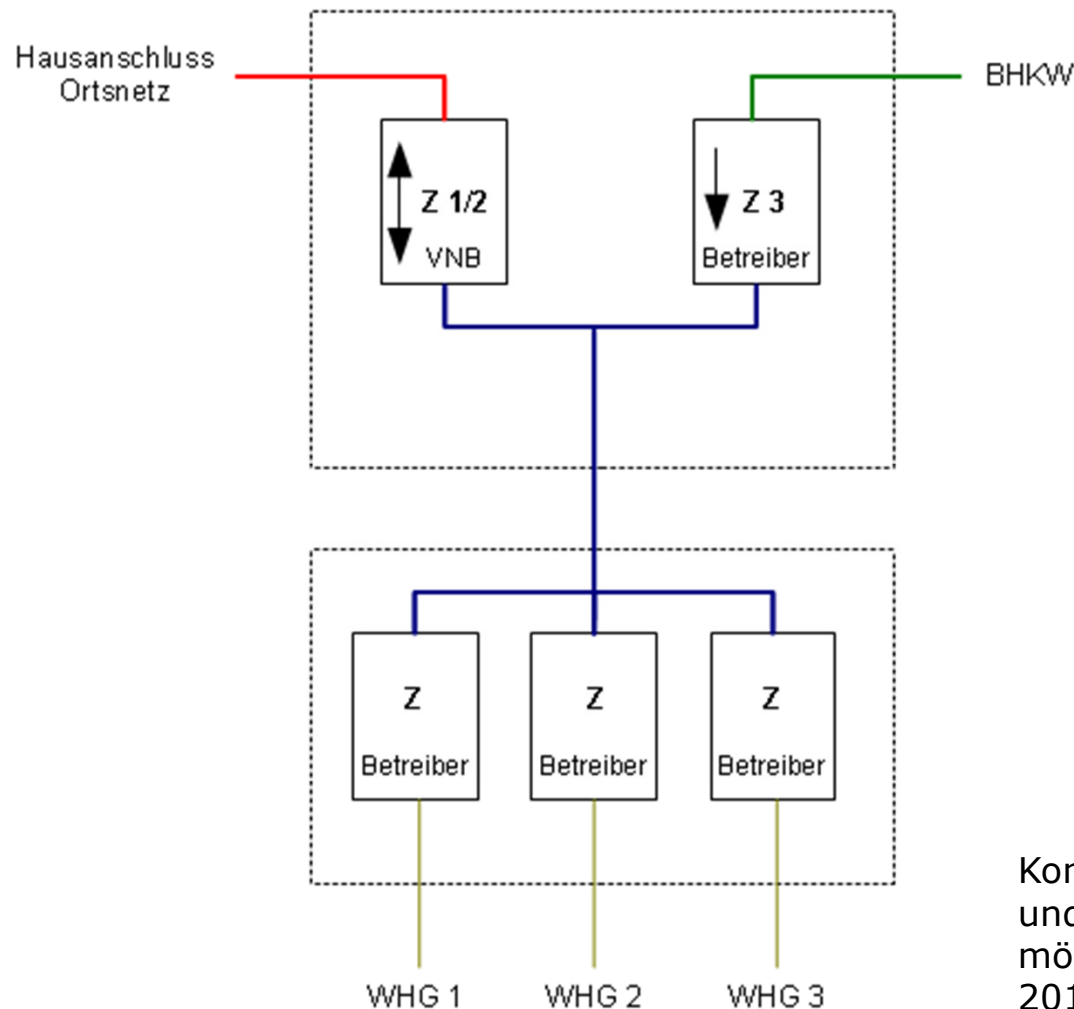 Hausanschluss
Ortsnetz
BHKW
Z 1/2
VNB
Z 3
Betreiber
Z
Betreiber
Z
Betreiber
Z
Betreiber
WHG 1
WHG 2
WHG 3